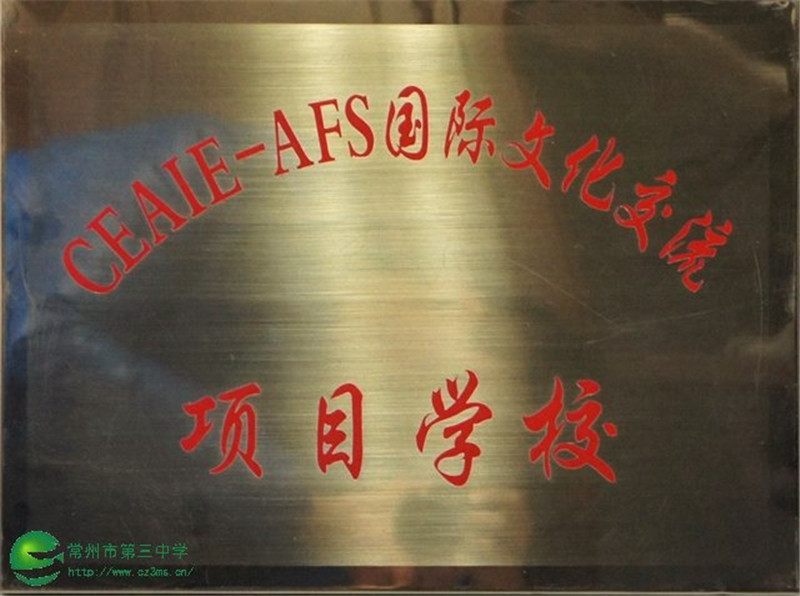 CEAIE-AFS国际文化交流
项目学校
常州市第三中学
http://www.cz3ms.cn/